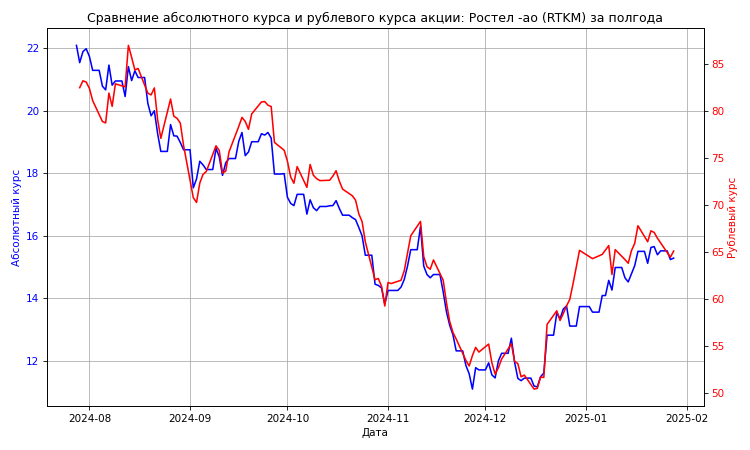 Сравнение абсолютного курса и рублевого курса акции: Ростел -ао (RTKM) за полгода
22
20
18
16
14
12
Абсолютный курс
85
80
75
70
65
60
55
50
Рублевый курс
2024-08 2024-09 2024-10 2024-11 2024-12 2025-01 2025-02
Дата